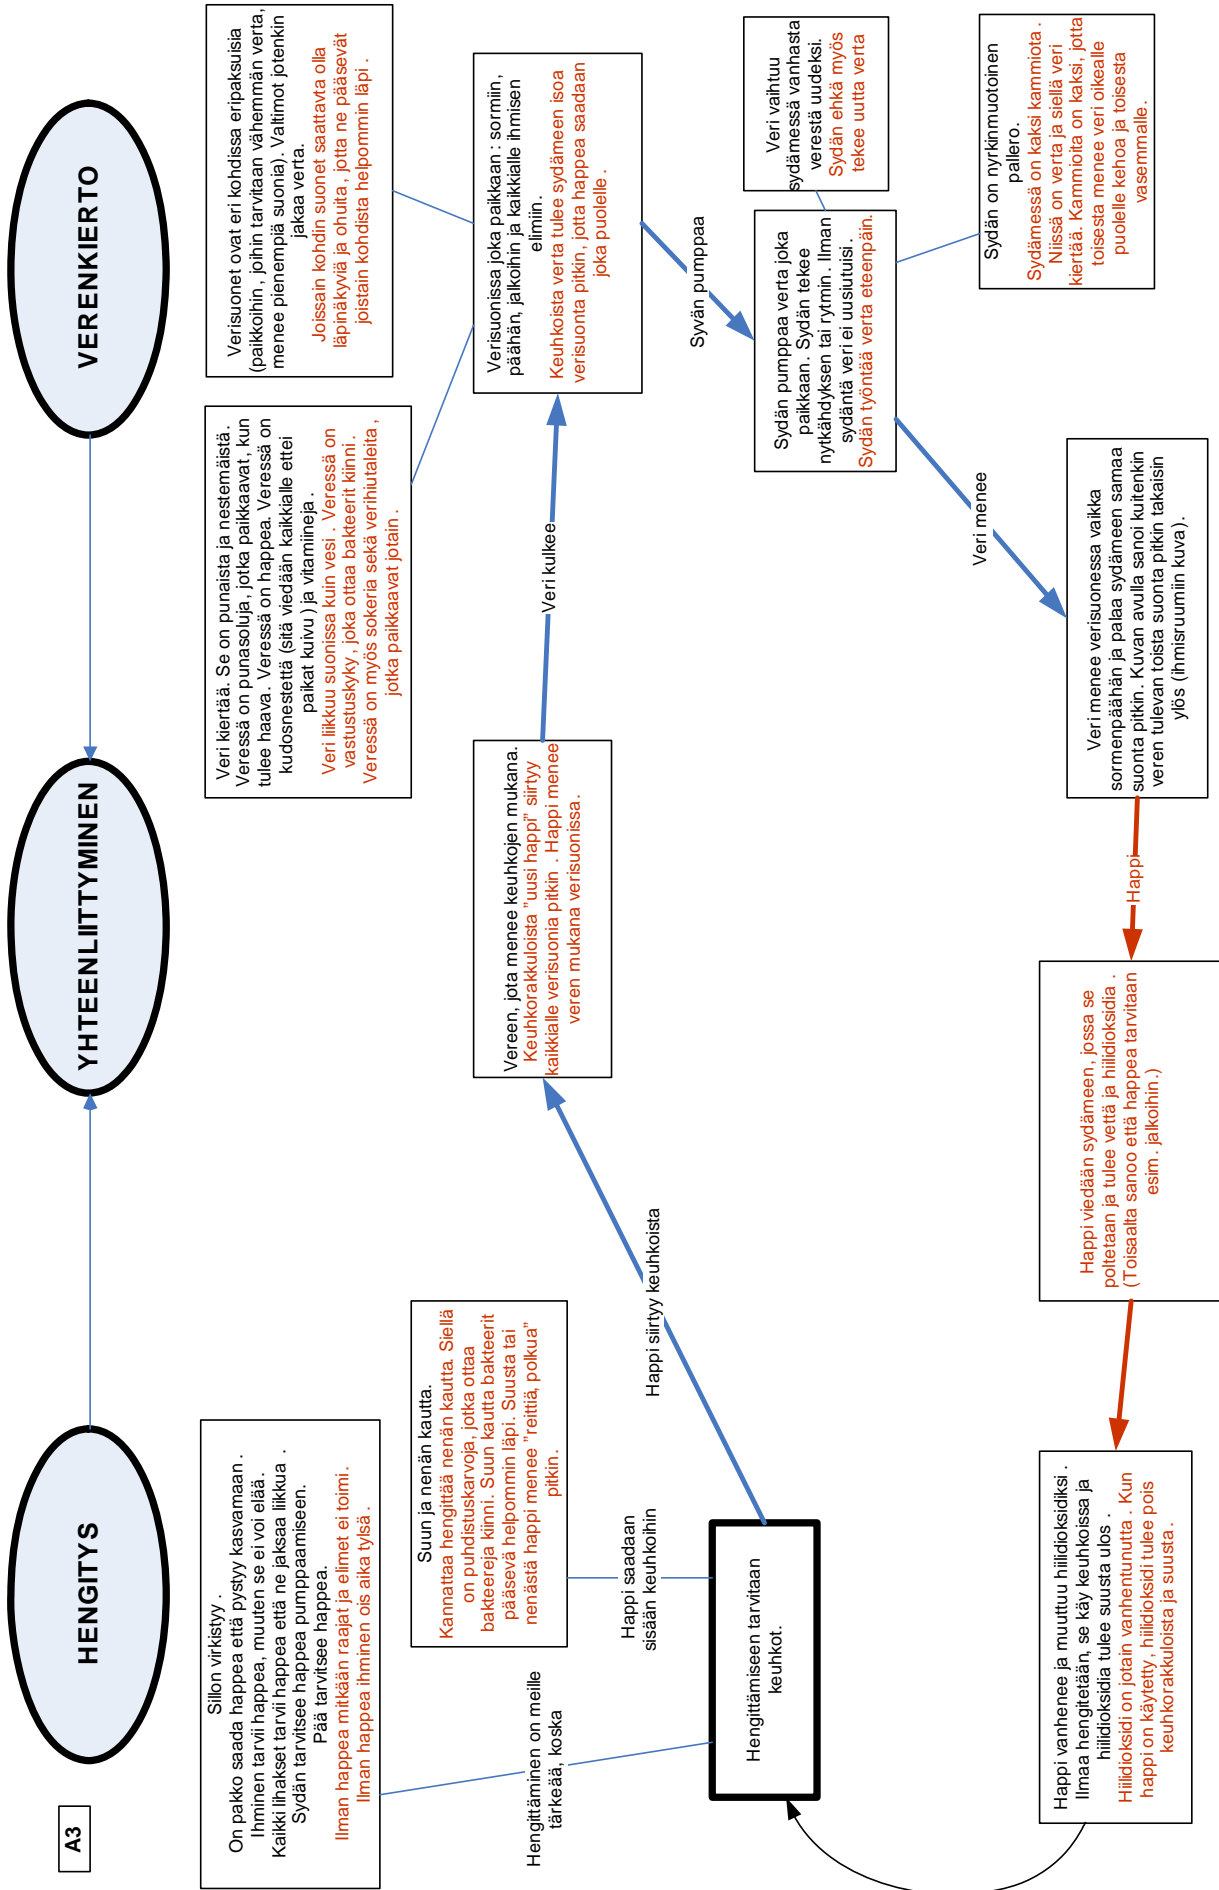 A3
HENGITYS
YHTEENLIITTYMINEN
VERENKIERTO
Sillon virkistyy .
On pakko saada happea että pystyy kasvamaan .
Ihminen tarvii happea, muuten se ei voi elää.
Kaikki lihakset tarvii happea että ne jaksaa liikkua .
Sydän tarvitsee happea pumppaamiseen.
Pää tarvitsee happea.
Ilman happea mitkään raajat ja elimet ei toimi .
Ilman happea ihminen ois aika tylsä .
Veri kiertää. Se on punaista ja nestemäistä.
Veressä on punasoluja, jotka paikkaavat, kun
tulee haava. Veressä on happea. Veressä on
kudosnestettä (sitä viedään kaikkialle ettei
paikat kuivu ) ja vitamiineja .
Veri liikkuu suonissa kuin vesi . Veressä on
vastustuskyky , joka ottaa bakteerit kiinni .
Veressä on myös sokeria sekä verihiutaleita ,
jotka paikkaavat jotain .
Verisuonet ovat eri kohdissa eripaksuisia
(paikkoihin , joihin tarvitaan vähemmän verta,
menee pienempiä suonia). Valtimot jotenkin
jakaa verta.
Joissain kohdin suonet saattavta olla
läpinäkyviä ja ohuita , jotta ne pääsevät
joistain kohdista helpommin läpi .
Hengittäminen on meille
tärkeää, koska
Suun ja nenän kautta.
Kannattaa hengittää nenän kautta. Siellä
on puhdistuskarvoja, jotka ottaa
bakteereja kiinni. Suun kautta bakteerit
pääsevä helpommin läpi. Suusta tai
nenästä happi menee ”reittiä, polkua”
pitkin.
Happi saadaan
sisään keuhkoihin
Hengittämiseen tarvitaan
keuhkot.
Happi siirtyy keuhkoista
Vereen, jota menee keuhkojen mukana.
Keuhkorakkuloista ”uusi happi” siirtyy
kaikkialle verisuonia pitkin . Happi menee
veren mukana verisuonissa .
Veri kulkee
Verisuonissa joka paikkaan : sormiin,
päähän, jalkoihin ja kaikkialle ihmisen
elimiin.
Keuhkoista verta tulee sydämeen isoa
verisuonta pitkin, jotta happea saadaan
joka puolelle .
Syvän pumppaa
Sydän pumppaa verta joka
paikkaan. Sydän tekee
nytkähdyksen tai rytmin. Ilman
sydäntä veri ei uusiutuisi .
Sydän työntää verta eteenpäin.
Veri vaihtuu
sydämessä vanhasta
verestä uudeksi.
Sydän ehkä myös
tekee uutta verta
Sydän on nyrkinmuotoinen
pallero.
Sydämessä on kaksi kammiota .
Niissä on verta ja siellä veri
kiertää. Kammioita on kaksi, jotta
toisesta menee veri oikealle
puolelle kehoa ja toisesta
vasemmalle.
Veri menee
Veri menee verisuonessa vaikka
sormenpäähän ja palaa sydämeen samaa
suonta pitkin. Kuvan avulla sanoi kuitenkin
veren tulevan toista suonta pitkin takaisin
ylös (ihmisruumiin kuva ).
Happi
Happi viedään sydämeen, jossa se
poltetaan ja tulee vettä ja hiilidioksidia .
(Toisaalta sanoo että happea tarvitaan
esim . jalkoihin.)
Happi vanhenee ja muuttuu hiilidioksidiksi .
Ilmaa hengitetään, se käy keuhkoissa ja
hiilidioksidia tulee suusta ulos .
Hiilidioksidi on jotain vanhentunutta . Kun
happi on käytetty, hiilidioksidi tulee pois
keuhkorakkuloista ja suusta .